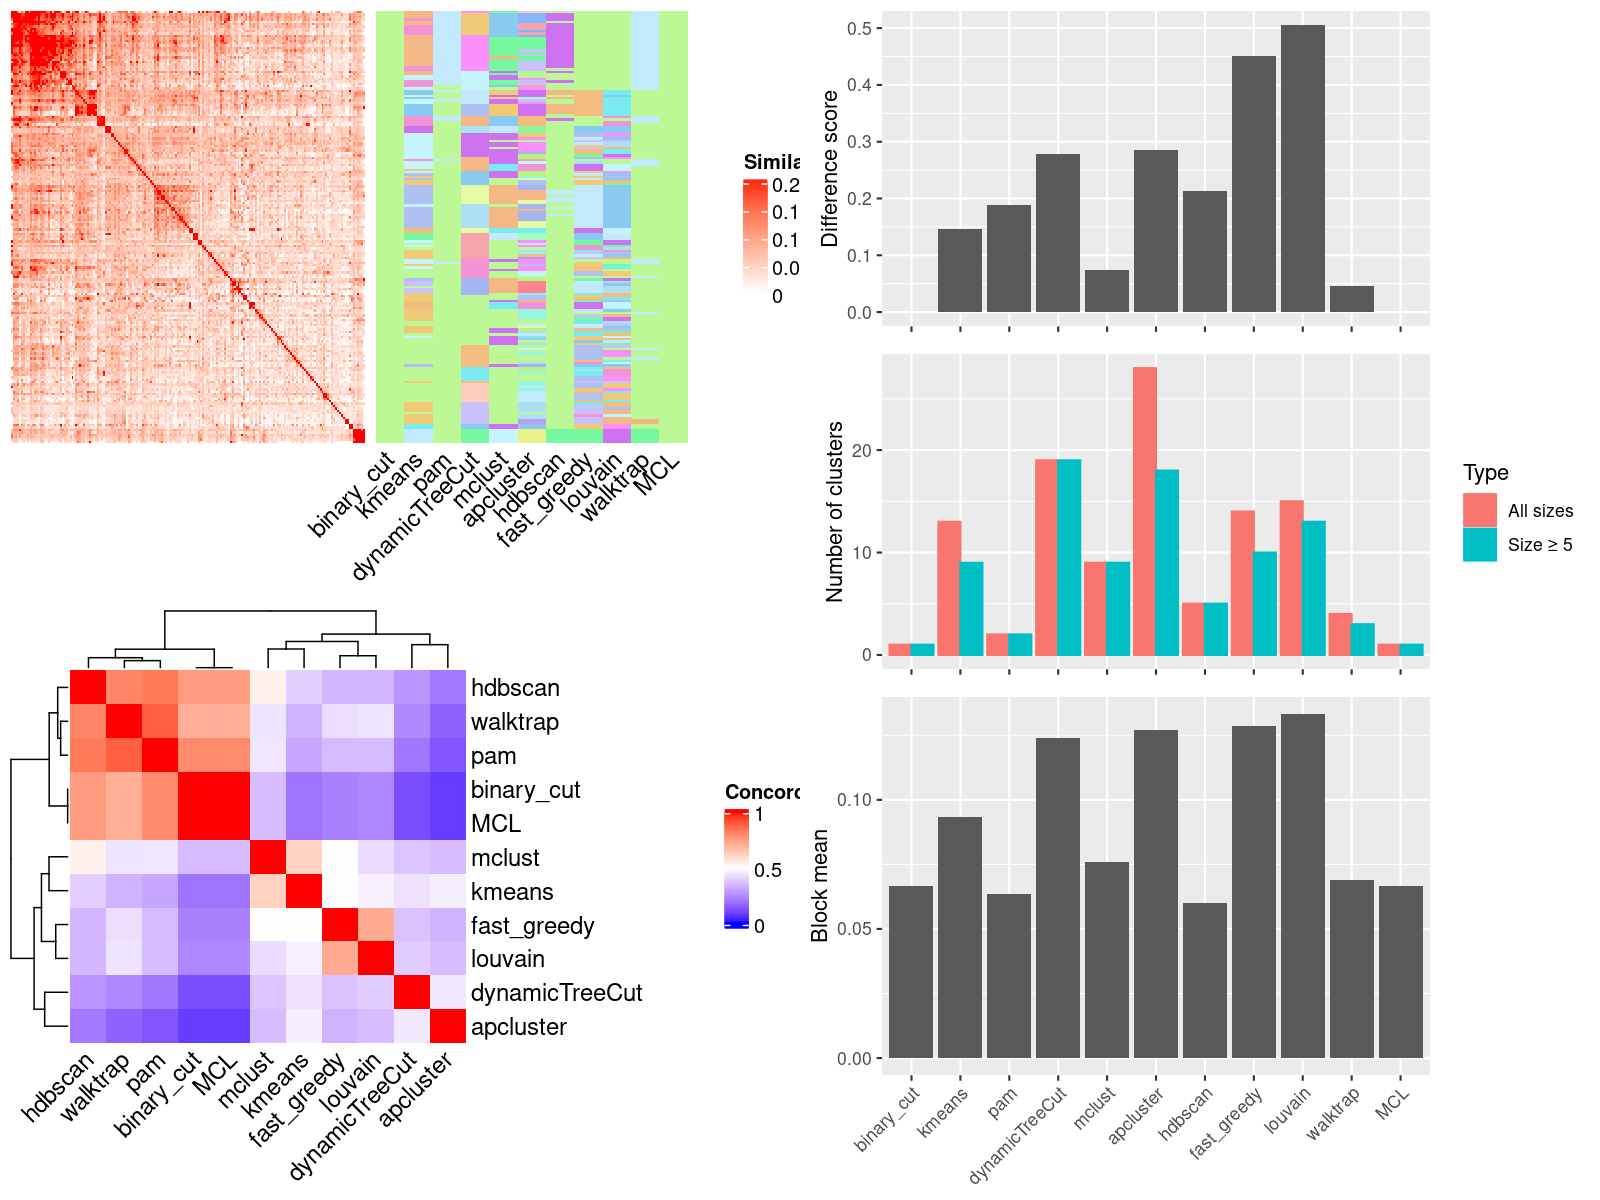 Simila
0.2
0.1
0.1
0.0
0
binary_cut
kmeans
pam
dynamicTreeCut
mclust
apcluster
hdbscan
fast_greedy
louvain
walktrap
MCL
hdbscan
walktrap
pam
binary_cut
MCL
mclust
kmeans
fast_greedy
louvain
dynamicTreeCut
apcluster
hdbscan
walktrap
pam
binary_cut
MCL
mclust
kmeans
fast_greedy
louvain
dynamicTreeCut
apcluster
Concord
1
0.5
0
Difference score
0.5
0.4
0.3
0.2
0.1
0.0
Number of clusters
20
10
0
Type
All sizes
Size ≥ 5
Block mean
0.10
0.05
0.00
binary_cut
kmeans
pam
dynamicTreeCut
mclust
apcluster
hdbscan
fast_greedy
louvain
walktrap
MCL